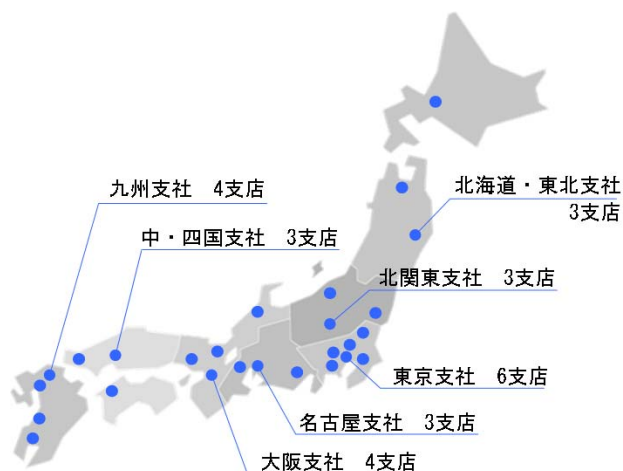 九州支社　4支店
北海道・東北支社
3支店
中・四国支社　3支店
北関東支社　3支店
東京支社　6支店
名古屋支社　3支店
大阪支社　4支店